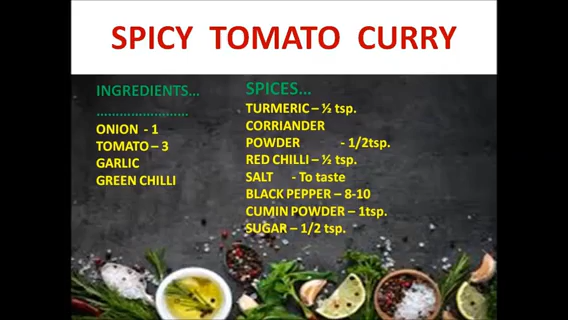 SPICY TOMATO CURRY
INGREDIENTS...
........................
ONION - 1
TOMATO – 3
GARLIC
GREEN CHILLI
SPICES...
TURMERIC – ½ tsp.
CORRIANDER
POWDER - 1/2tsp.
RED CHILLI – ½ tsp.
SALT - To taste
BLACK PEPPER – 8-10
CUMIN POWDER – 1tsp.
SUGAR – 1/2 tsp.